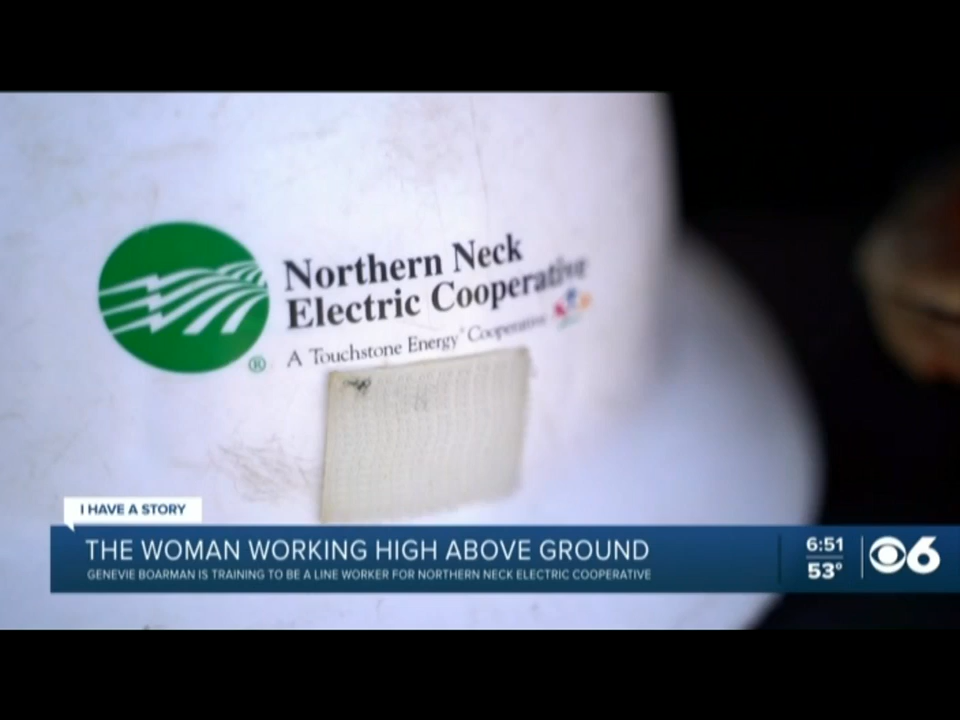 Northern Neck
Electric Cooperative
® A Touchstone Energy® Cooperative
I HAVE A STORY
THE WOMAN WORKING HIGH ABOVE GROUND
GENEVIE BOARMAN IS TRAINING TO BE A LINE WORKER FOR NORTHERN NECK ELECTRIC COOPERATIVE
6:51
53°
6